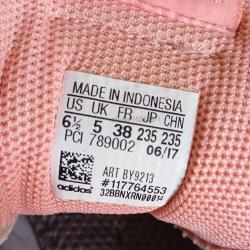 MADE IN INDONESIA
US UK FR JP CHN
6½ 5 38 235 235
PCI 789002 06/17
ART BY9213
#117764553
32BBNXRN00014
adidas